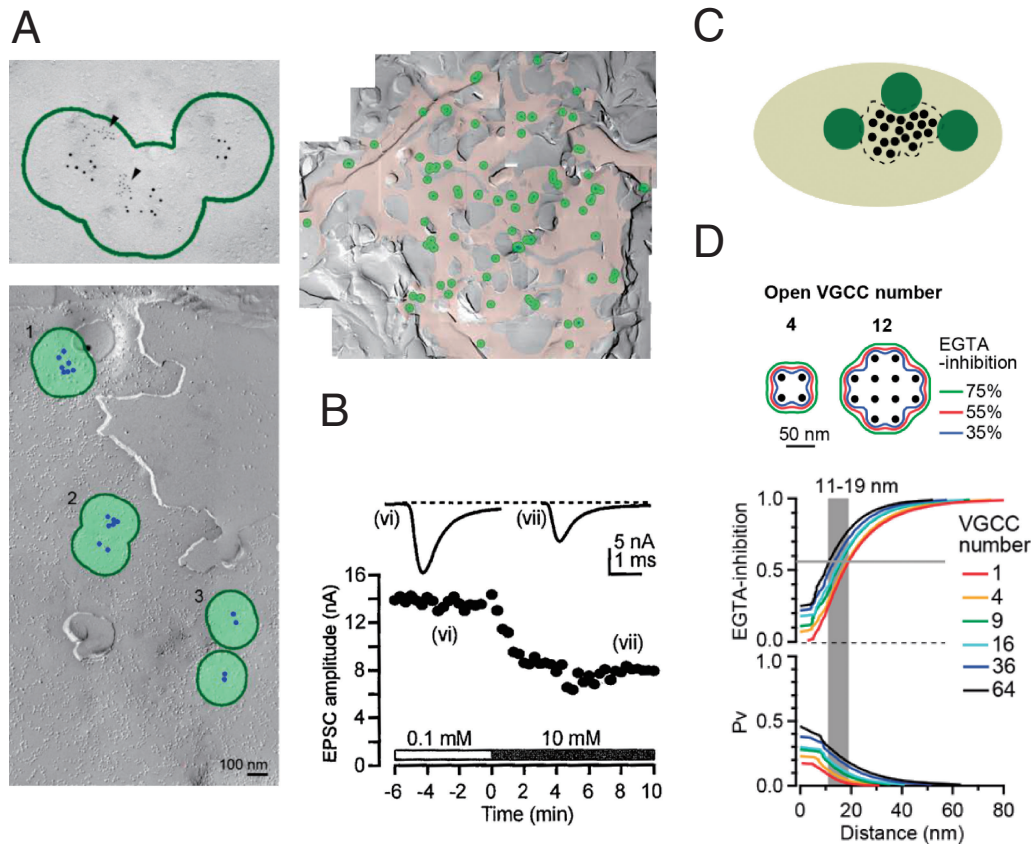 A
1
2
3
100 nm
B
(vi)
(vii)
5 nA
1 ms
EPSC amplitude (nA)
16
12
8
4
0
(vi)
(vii)
0.1 mM
10 mM
-6
-4
-2
0
2
4
6
8
10
Time (min)
C
D
Open VGCC number
4
12
EGTA
-inhibition
75%
55%
35%
50 nm
11-19 nm
EGTA-inhibition
1.0
0.5
0.0
VGCC
number
1
4
9
16
36
64
Pv
1.0
0.5
0.0
0
20
40
60
80
Distance (nm)